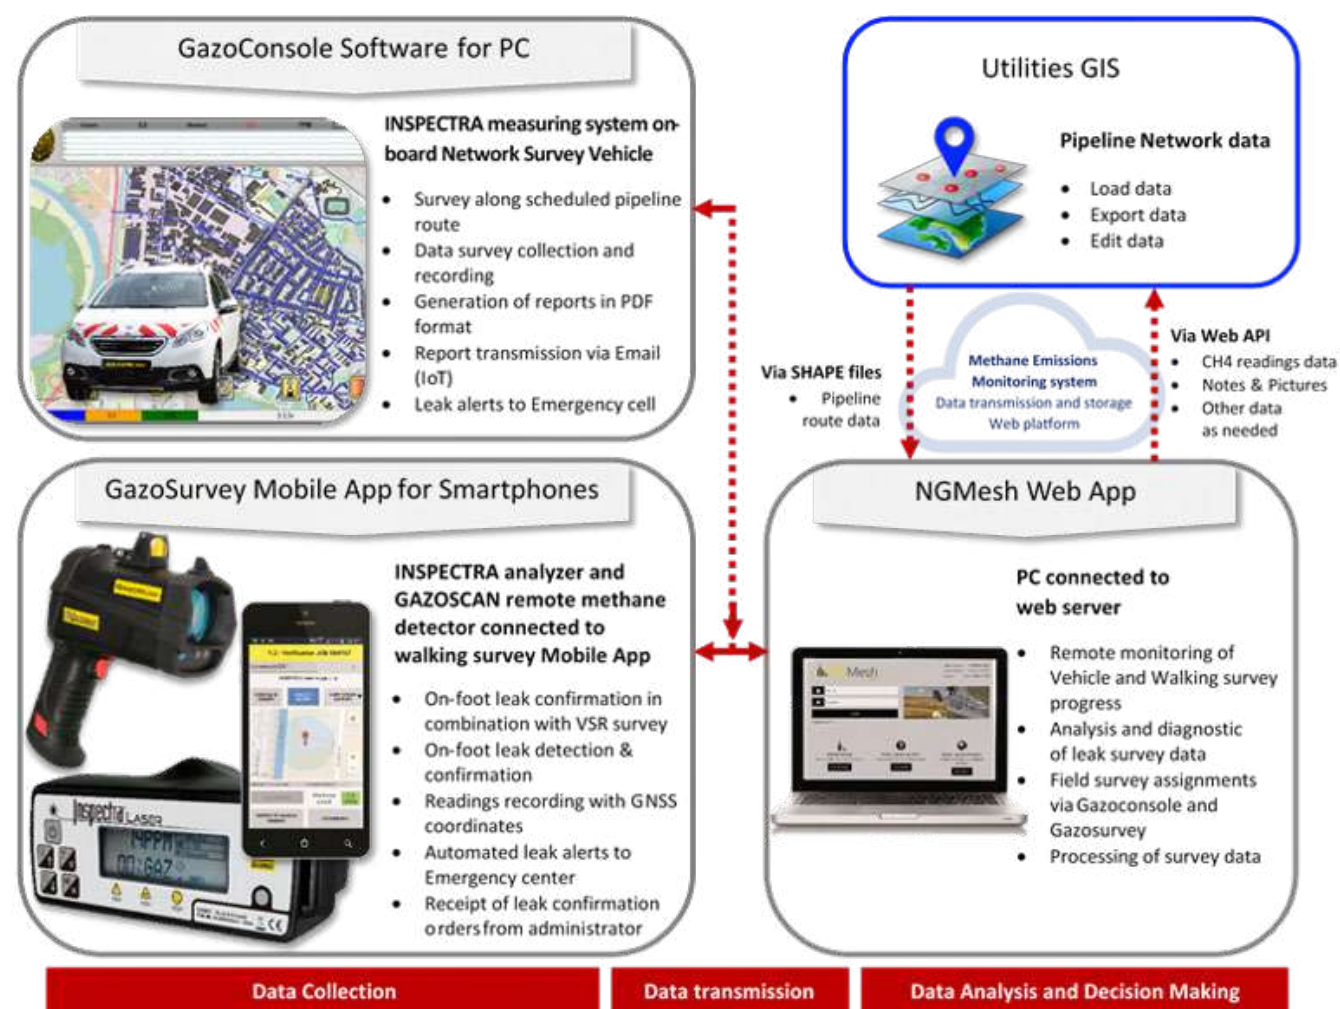 GazoConsole Software for PC
INSPECTRA measuring system on-
board Network Survey Vehicle
• Survey along scheduled pipeline
route
• Data survey collection and
recording
• Generation of reports in PDF
format
• Report transmission via Email
(IoT)
• Leak alerts to Emergency cell
Utilities GIS
Pipeline Network data
• Load data
• Export data
• Edit data
Via SHAPE files
• Pipeline
route data
Methane Emissions
Monitoring system
Data transmission and storage
Web platform
Via Web API
• CH4 readings data
• Notes & Pictures
• Other data
as needed
GazoSurvey Mobile App for Smartphones
INSPECTRA analyzer and
GAZOSCAN remote methane
detector connected to
walking survey Mobile App
• On-foot leak confirmation in
combination with VSR survey
• On-foot leak detection &
confirmation
• Readings recording with GNSS
coordinates
• Automated leak alerts to
Emergency center
• Receipt of leak confirmation
orders from administrator
Inspectra LASER
14PPM
GAZ
NGMesh Web App
PC connected to
web server
Mesh
• Remote monitoring of
Vehicle and Walking survey
progress
• Analysis and diagnostic
of leak survey data
• Field survey assignments
via Gazoconsole and
Gazosurvey
• Processing of survey data
Data Collection
Data transmission
Data Analysis and Decision Making